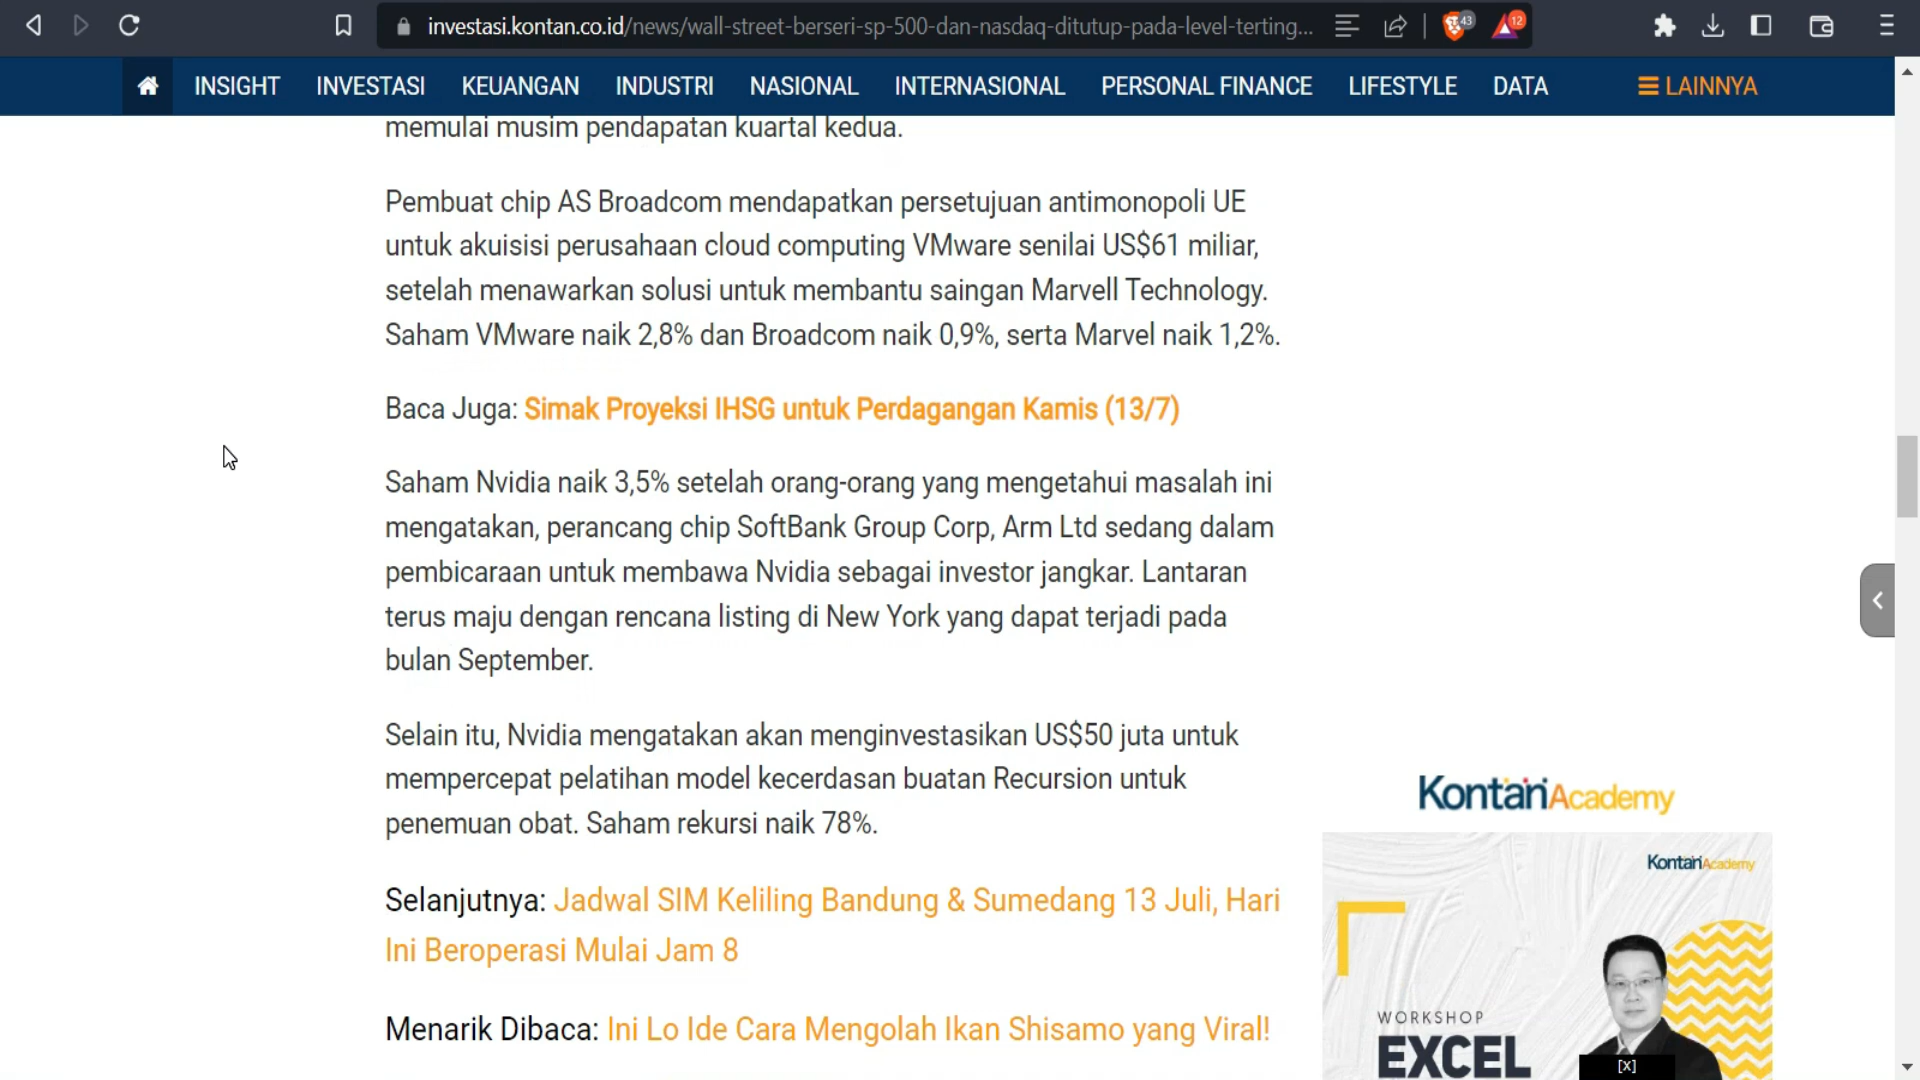 investasi.kontan.co.id/news/wall-street-berseri-sp-500-dan-nasdaq-ditutup-pada-level-terting...
43
12
INSIGHT INVESTASI KEUANGAN INDUSTRI NASIONAL INTERNASIONAL PERSONAL FINANCE LIFESTYLE DATA LAINNYA
memulai musim pendapatan kuartal kedua.
Pembuat chip AS Broadcom mendapatkan persetujuan antimonopoli UE
untuk akuisisi perusahaan cloud computing VMware senilai US$61 miliar,
setelah menawarkan solusi untuk membantu saingan Marvell Technology.
Saham VMware naik 2,8% dan Broadcom naik 0,9%, serta Marvel naik 1,2%.
Baca Juga: Simak Proyeksi IHSG untuk Perdagangan Kamis (13/7)
Saham Nvidia naik 3,5% setelah orang-orang yang mengetahui masalah ini
mengatakan, perancang chip SoftBank Group Corp, Arm Ltd sedang dalam
pembicaraan untuk membawa Nvidia sebagai investor jangkar. Lantaran
terus maju dengan rencana listing di New York yang dapat terjadi pada
bulan September.
Selain itu, Nvidia mengatakan akan menginvestasikan US$50 juta untuk
mempercepat pelatihan model kecerdasan buatan Recursion untuk
penemuan obat. Saham rekursi naik 78%.
Selanjutnya: Jadwal SIM Keliling Bandung & Sumedang 13 Juli, Hari
Ini Beroperasi Mulai Jam 8
Menarik Dibaca: Ini Lo Ide Cara Mengolah Ikan Shisamo yang Viral!
Kontan Academy
Kontan Academy
WORKSHOP
EXCEL
[X]